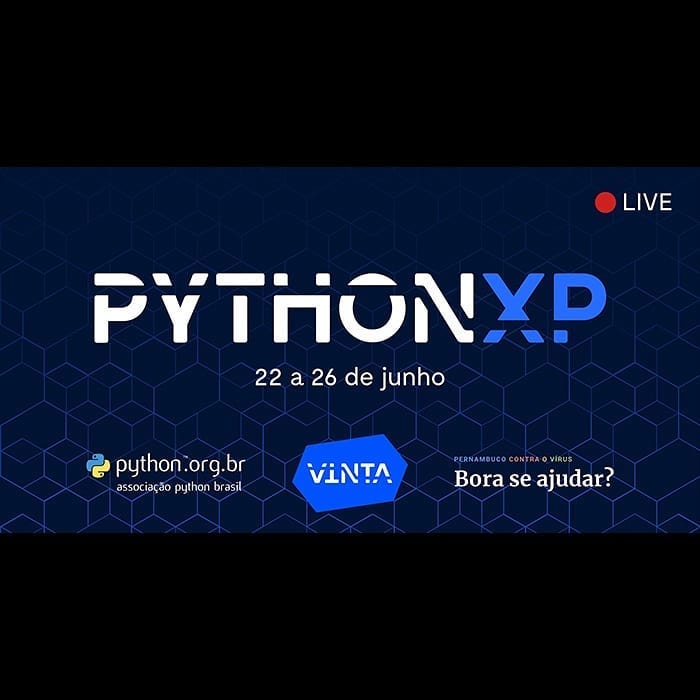 LIVE
PYTHONXP
22 a 26 de junho
python.org.br
associação python brasil
VINTA
PERNAMBUCO CONTRA O VÍRUS
Bora se ajudar?